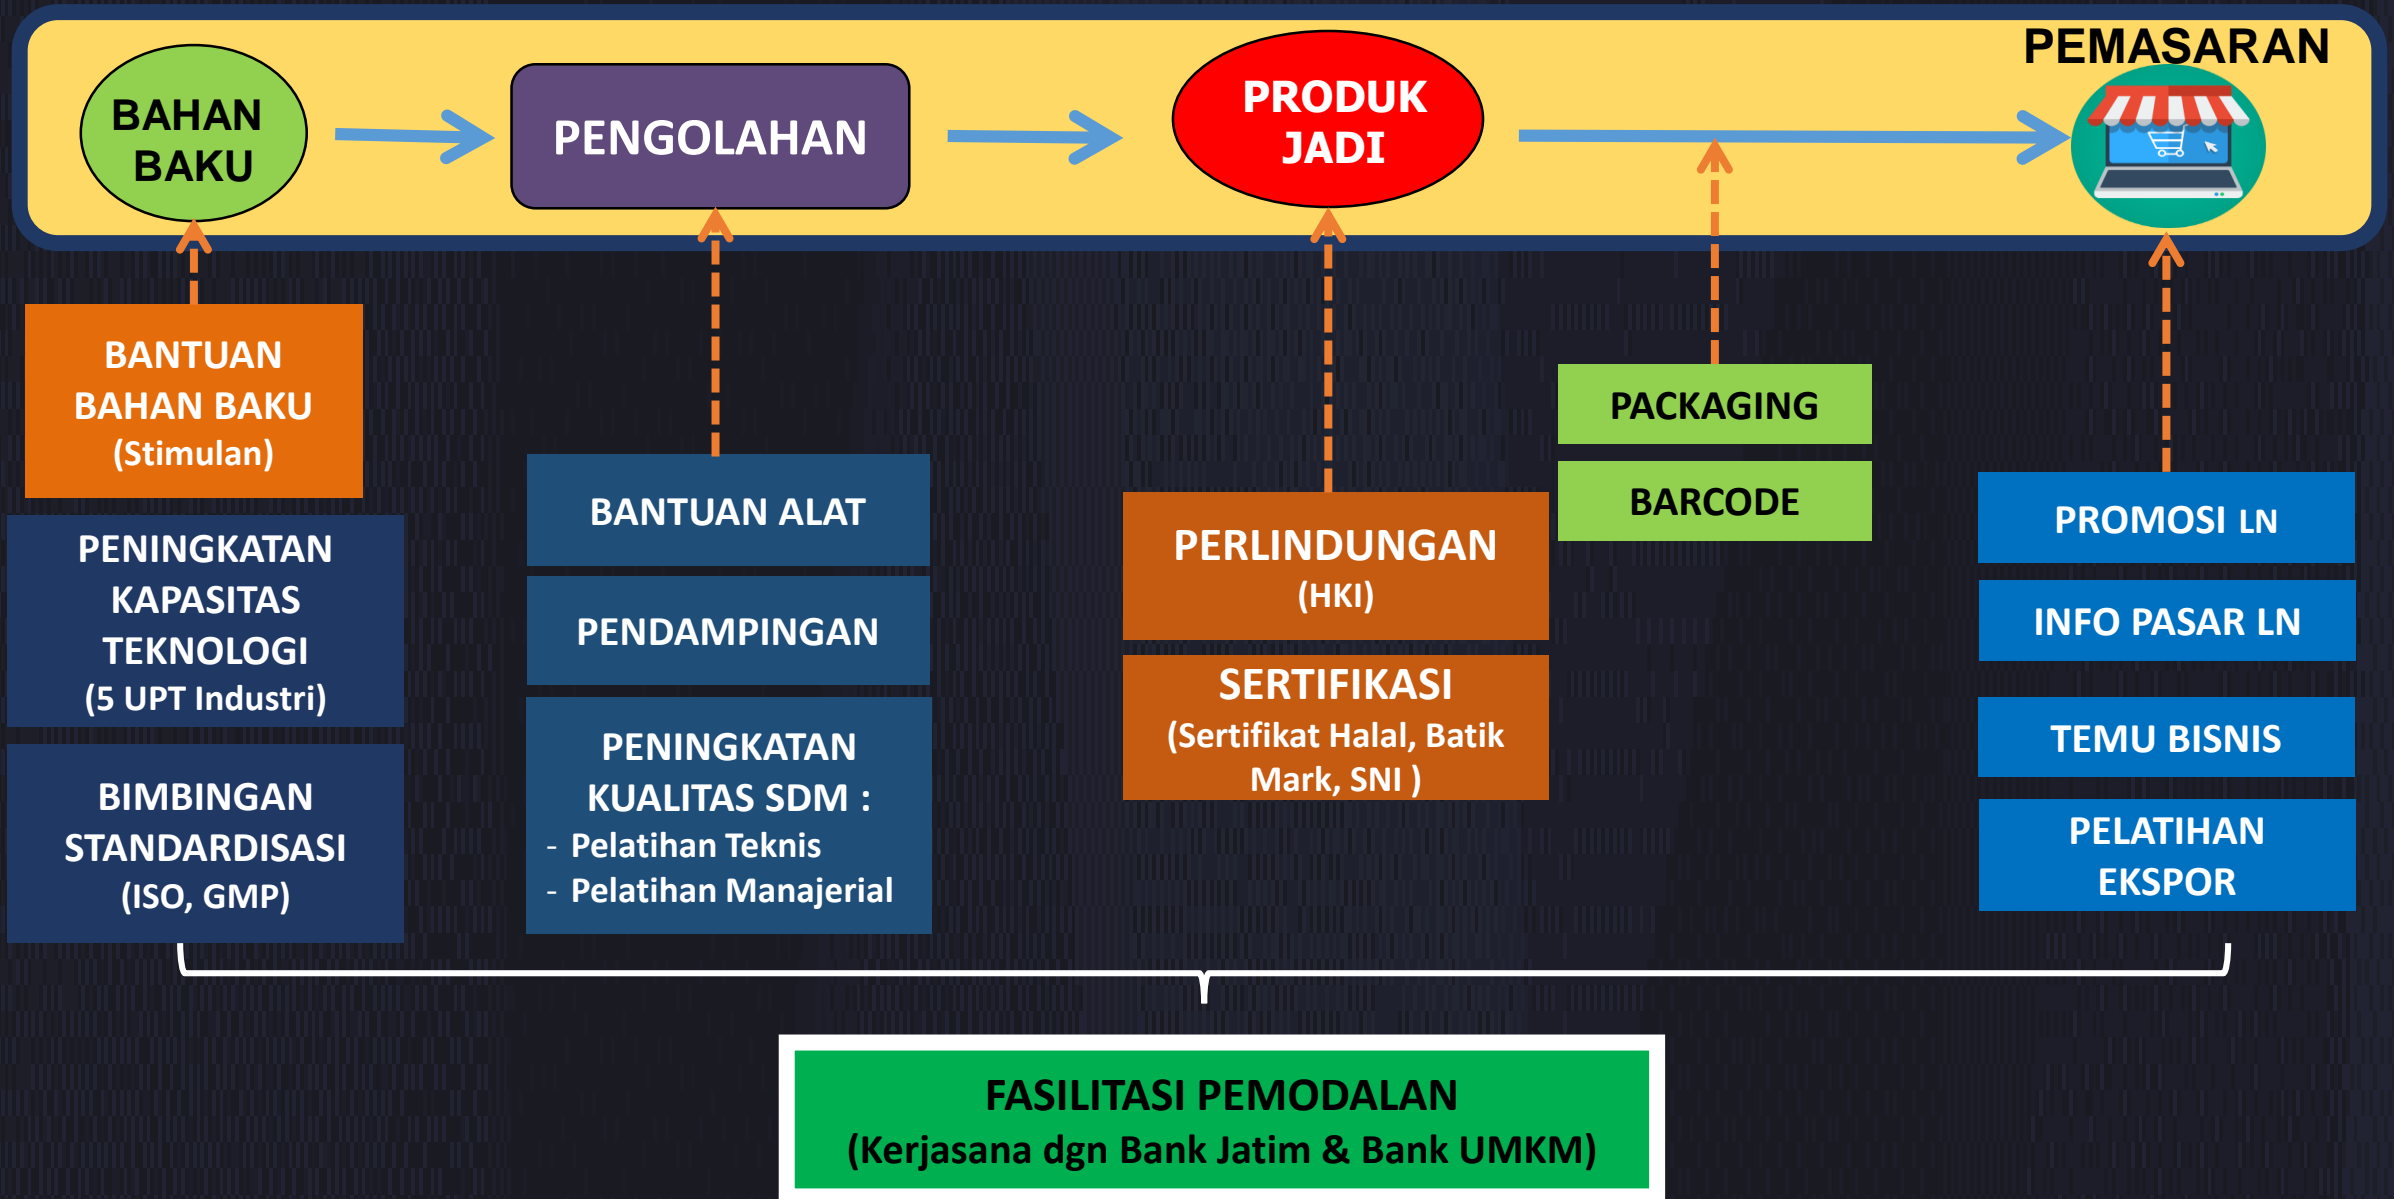 BAHAN
BAKU
PENGOLAHAN
PRODUK
JADI
PEMASARAN
BANTUAN
BAHAN BAKU
(Stimulan)
PENINGKATAN
KAPASITAS
TEKNOLOGI
(5 UPT Industri)
BIMBINGAN
STANDARDISASI
(ISO, GMP)
BANTUAN ALAT
PENDAMPINGAN
PENINGKATAN
KUALITAS SDM :
- Pelatihan Teknis
- Pelatihan Manajerial
PERLINDUNGAN
(HKI)
SERTIFIKASI
(Sertifikat Halal, Batik
Mark, SNI )
PACKAGING
BARCODE
PROMOSI LN
INFO PASAR LN
TEMU BISNIS
PELATIHAN
EKSPOR
FASILITASI PEMODALAN
(Kerjasana dgn Bank Jatim & Bank UMKM)